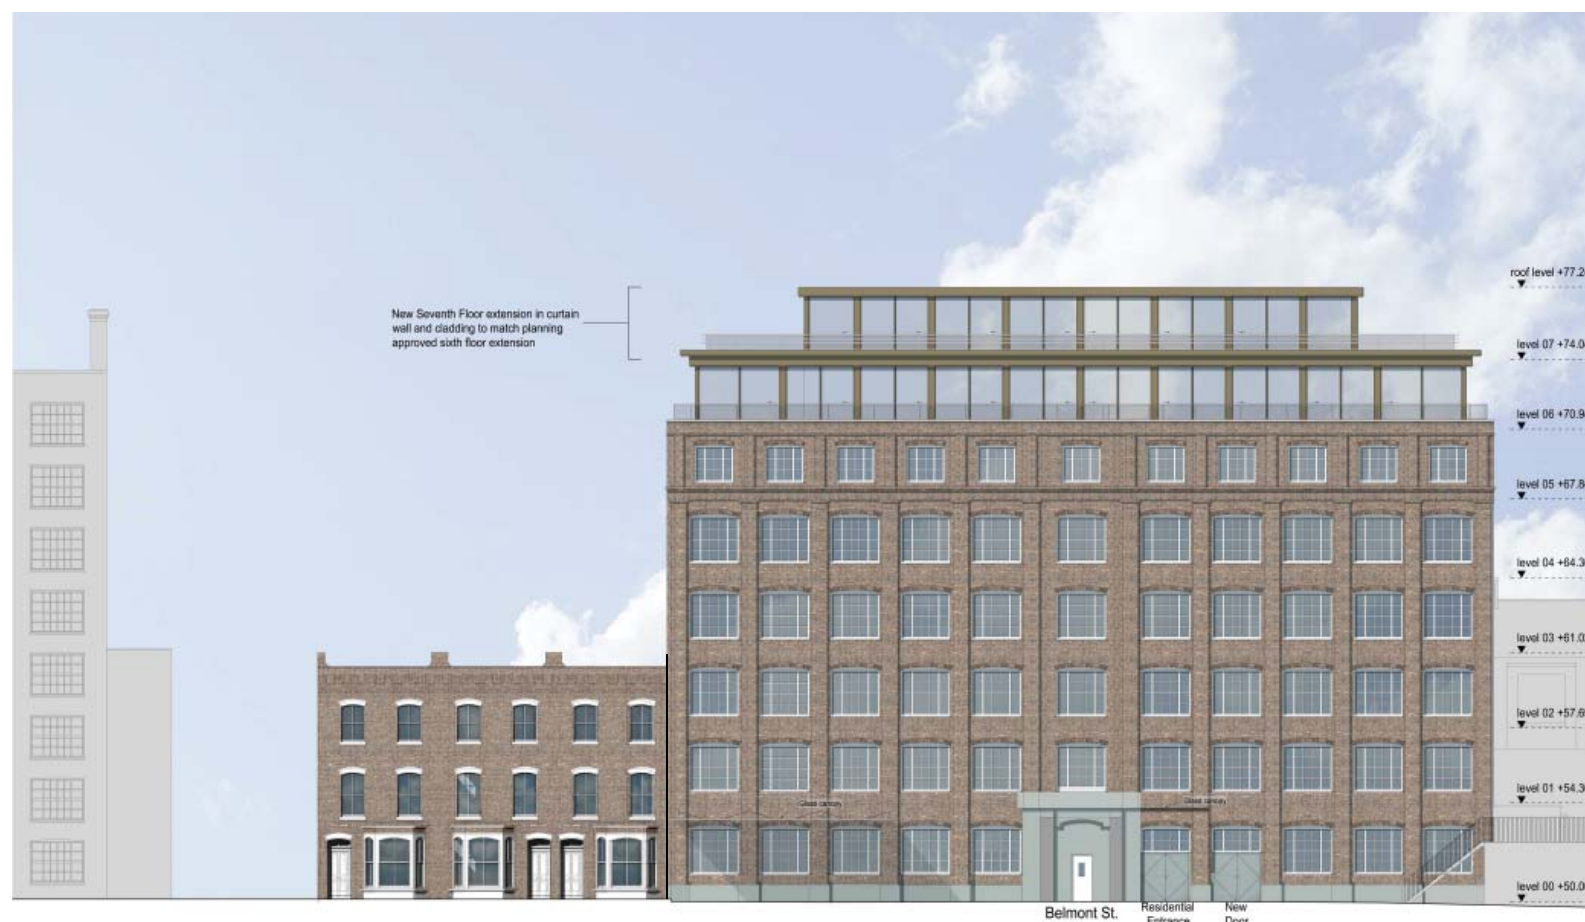 roof level +77.2
New Seventh Floor extension in curtain
wall and cladding to match planning
approved sixth floor extension
level 07 +74.0
level 06 +70.9
level 05 +67.8
level 04 +64.3
level 03 +61.0
level 02 +57.6
level 01 +54.3
Glass canopy
Glass canopy
level 00 +50.0
Belmont St.
Residential
Entrance
New
Door